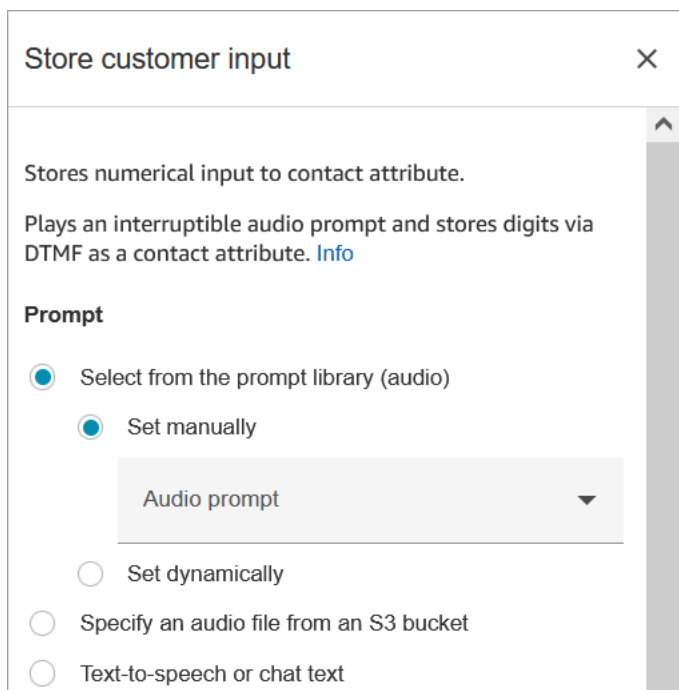 Store customer input
Stores numerical input to contact attribute.
Plays an interruptible audio prompt and stores digits via
DTMF as a contact attribute. Info
Prompt
Select from the prompt library (audio)
Set manually
Audio prompt
Set dynamically
Specify an audio file from an S3 bucket
Text-to-speech or chat text